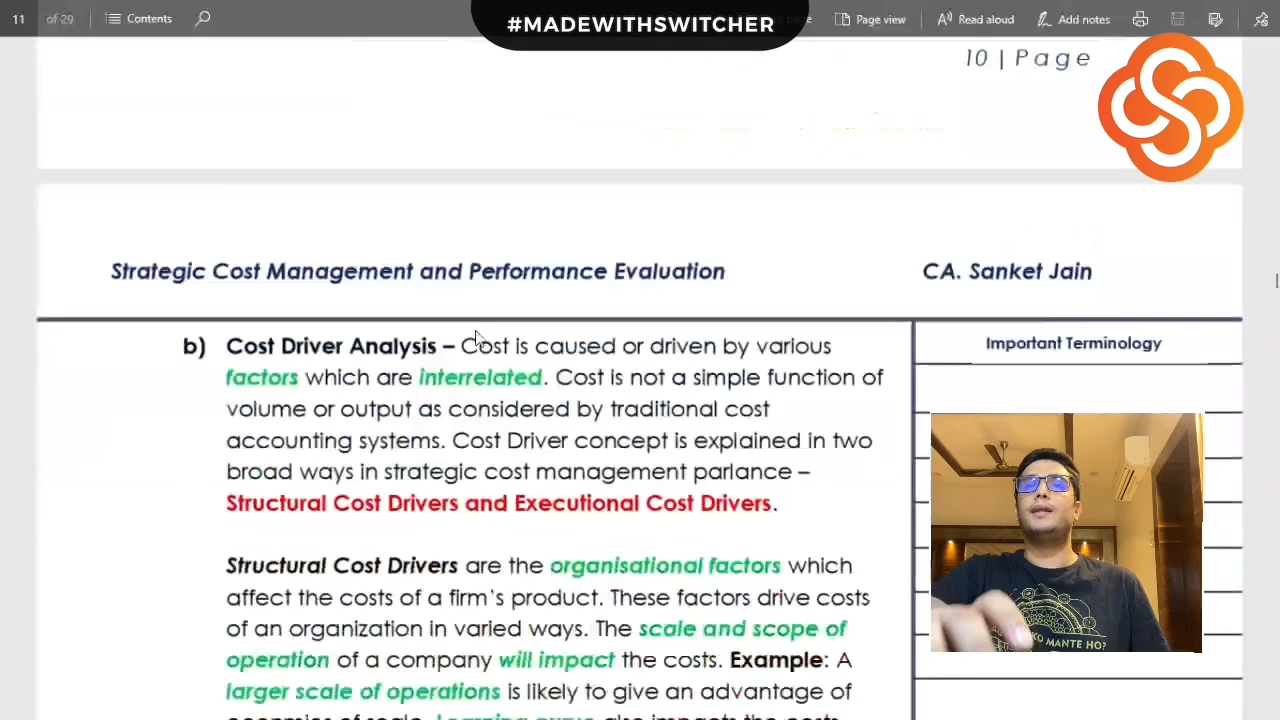 11 of 29 Contents Page view Read aloud Add notes
#MADEWITHSWITCHER
10 | Page
Strategic Cost Management and Performance Evaluation
CA. Sanket Jain
b) Cost Driver Analysis – Cost is caused or driven by various
factors which are interrelated. Cost is not a simple function of
volume or output as considered by traditional cost
accounting systems. Cost Driver concept is explained in two
broad ways in strategic cost management parlance –
Structural Cost Drivers and Executional Cost Drivers.
Structural Cost Drivers are the organisational factors which
affect the costs of a firm's product. These factors drive costs
of an organization in varied ways. The scale and scope of
operation of a company will impact the costs. Example: A
larger scale of operations is likely to give an advantage of
Important Terminology
KO MANTE HO?